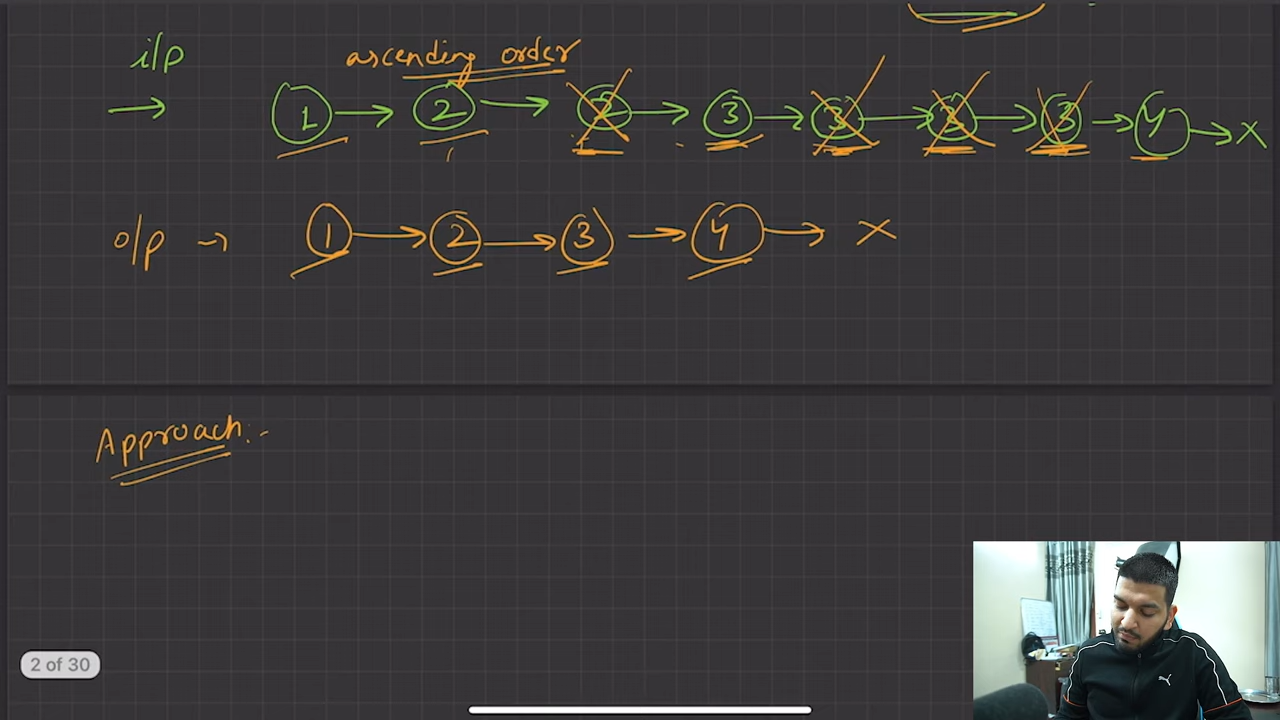 i/p
ascending order
→ 1 → 2 → 2 → 3 → 3 → 3 → 3 → 4 → X
o/p → 1 → 2 → 3 → 4 → X
Approach:-
2 of 30